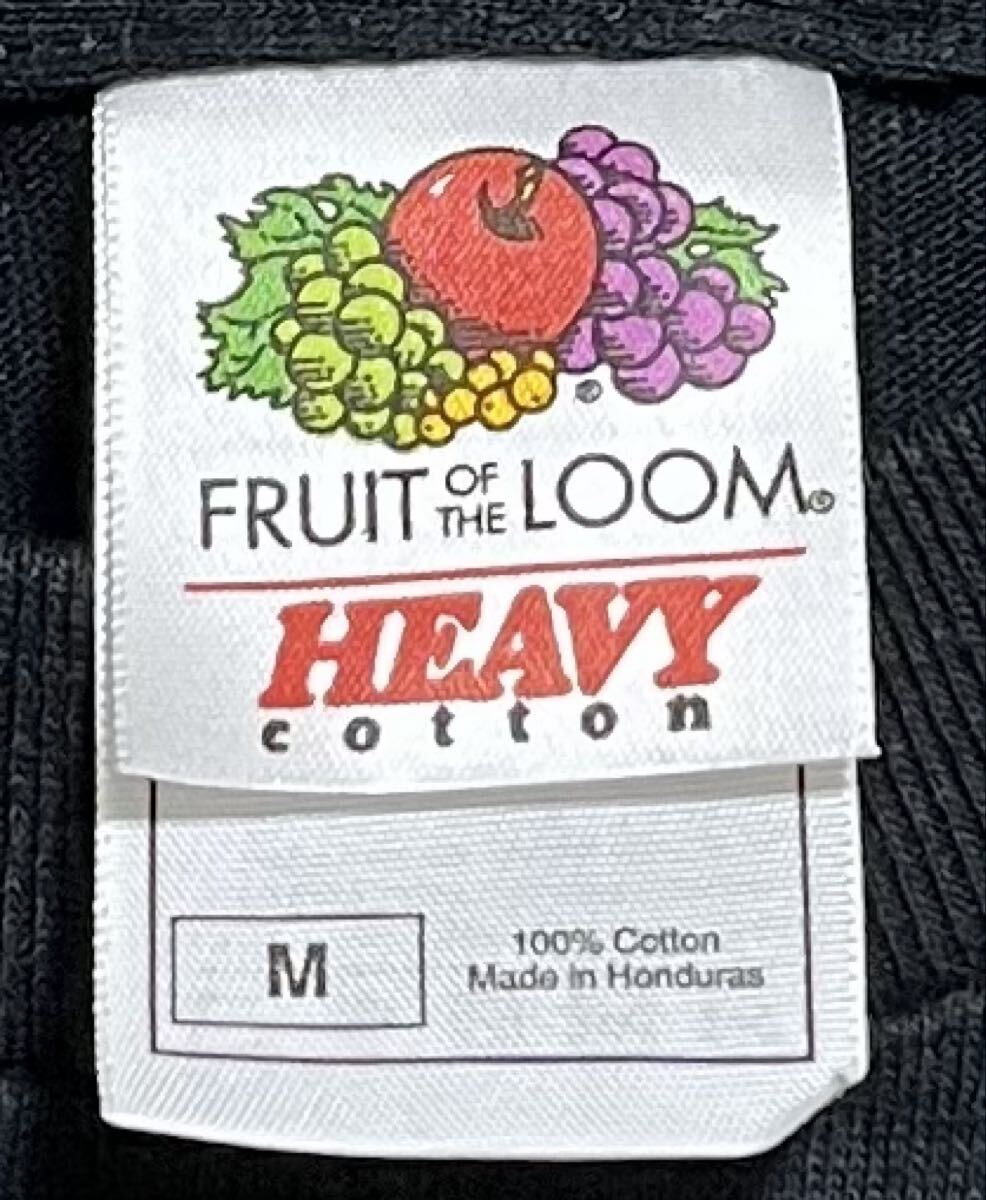 FRUIT OF THE LOOM®
HEAVY
cotton
M
100% Cotton
Made in Honduras